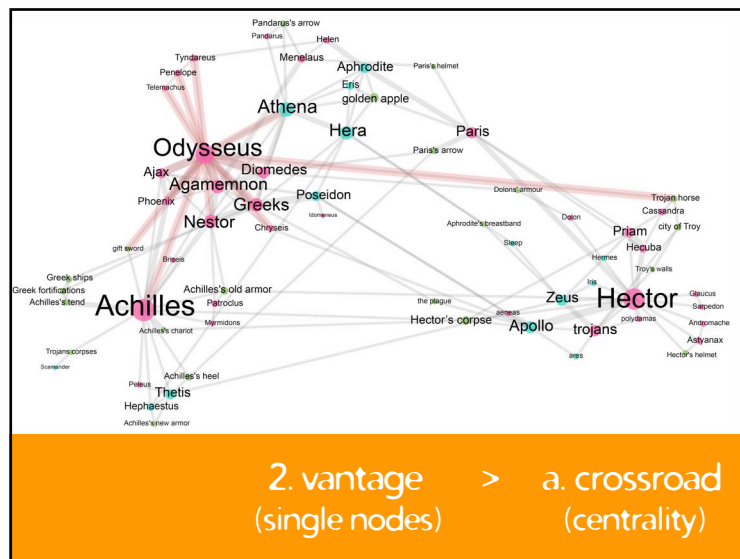 Pandarus's arrow
Pandarus
Helen
Tyndareus
Menelaus
Penelope
Aphrodite
Paris's helmet
Telemachus
Eris
golden apple
Athena
Hera
Paris
Odysseus
Paris's arrow
Ajax
Diomedes
Agamemnon
Dolons' armour
Phoenix
Greeks
Poseidon
Trojan horse
Idomeneus
Cassandra
Nestor
Chryseis
Aphrodite's breastband
Dolon
city of Troy
Priam
gift sword
Sleep
Hecuba
Briseis
Hermes
Troy's walls
Greek ships
Greek fortifications
Achilles's old armor
Iris
Achilles's tend
Achilles
Patroclus
the plague
Zeus
Hector
Glaucus
Sarpedon
Myrmidons
aeneas
polydamas
Achilles's chariot
Hector's corpse
Apollo
trojans
Andromache
Astyanax
Trojans corpses
ares
Hector's helmet
Scamander
Achilles's heel
Peleus
Thetis
Hephaestus
Achilles's new armor
2. vantage > a. crossroad
(single nodes) (centrality)